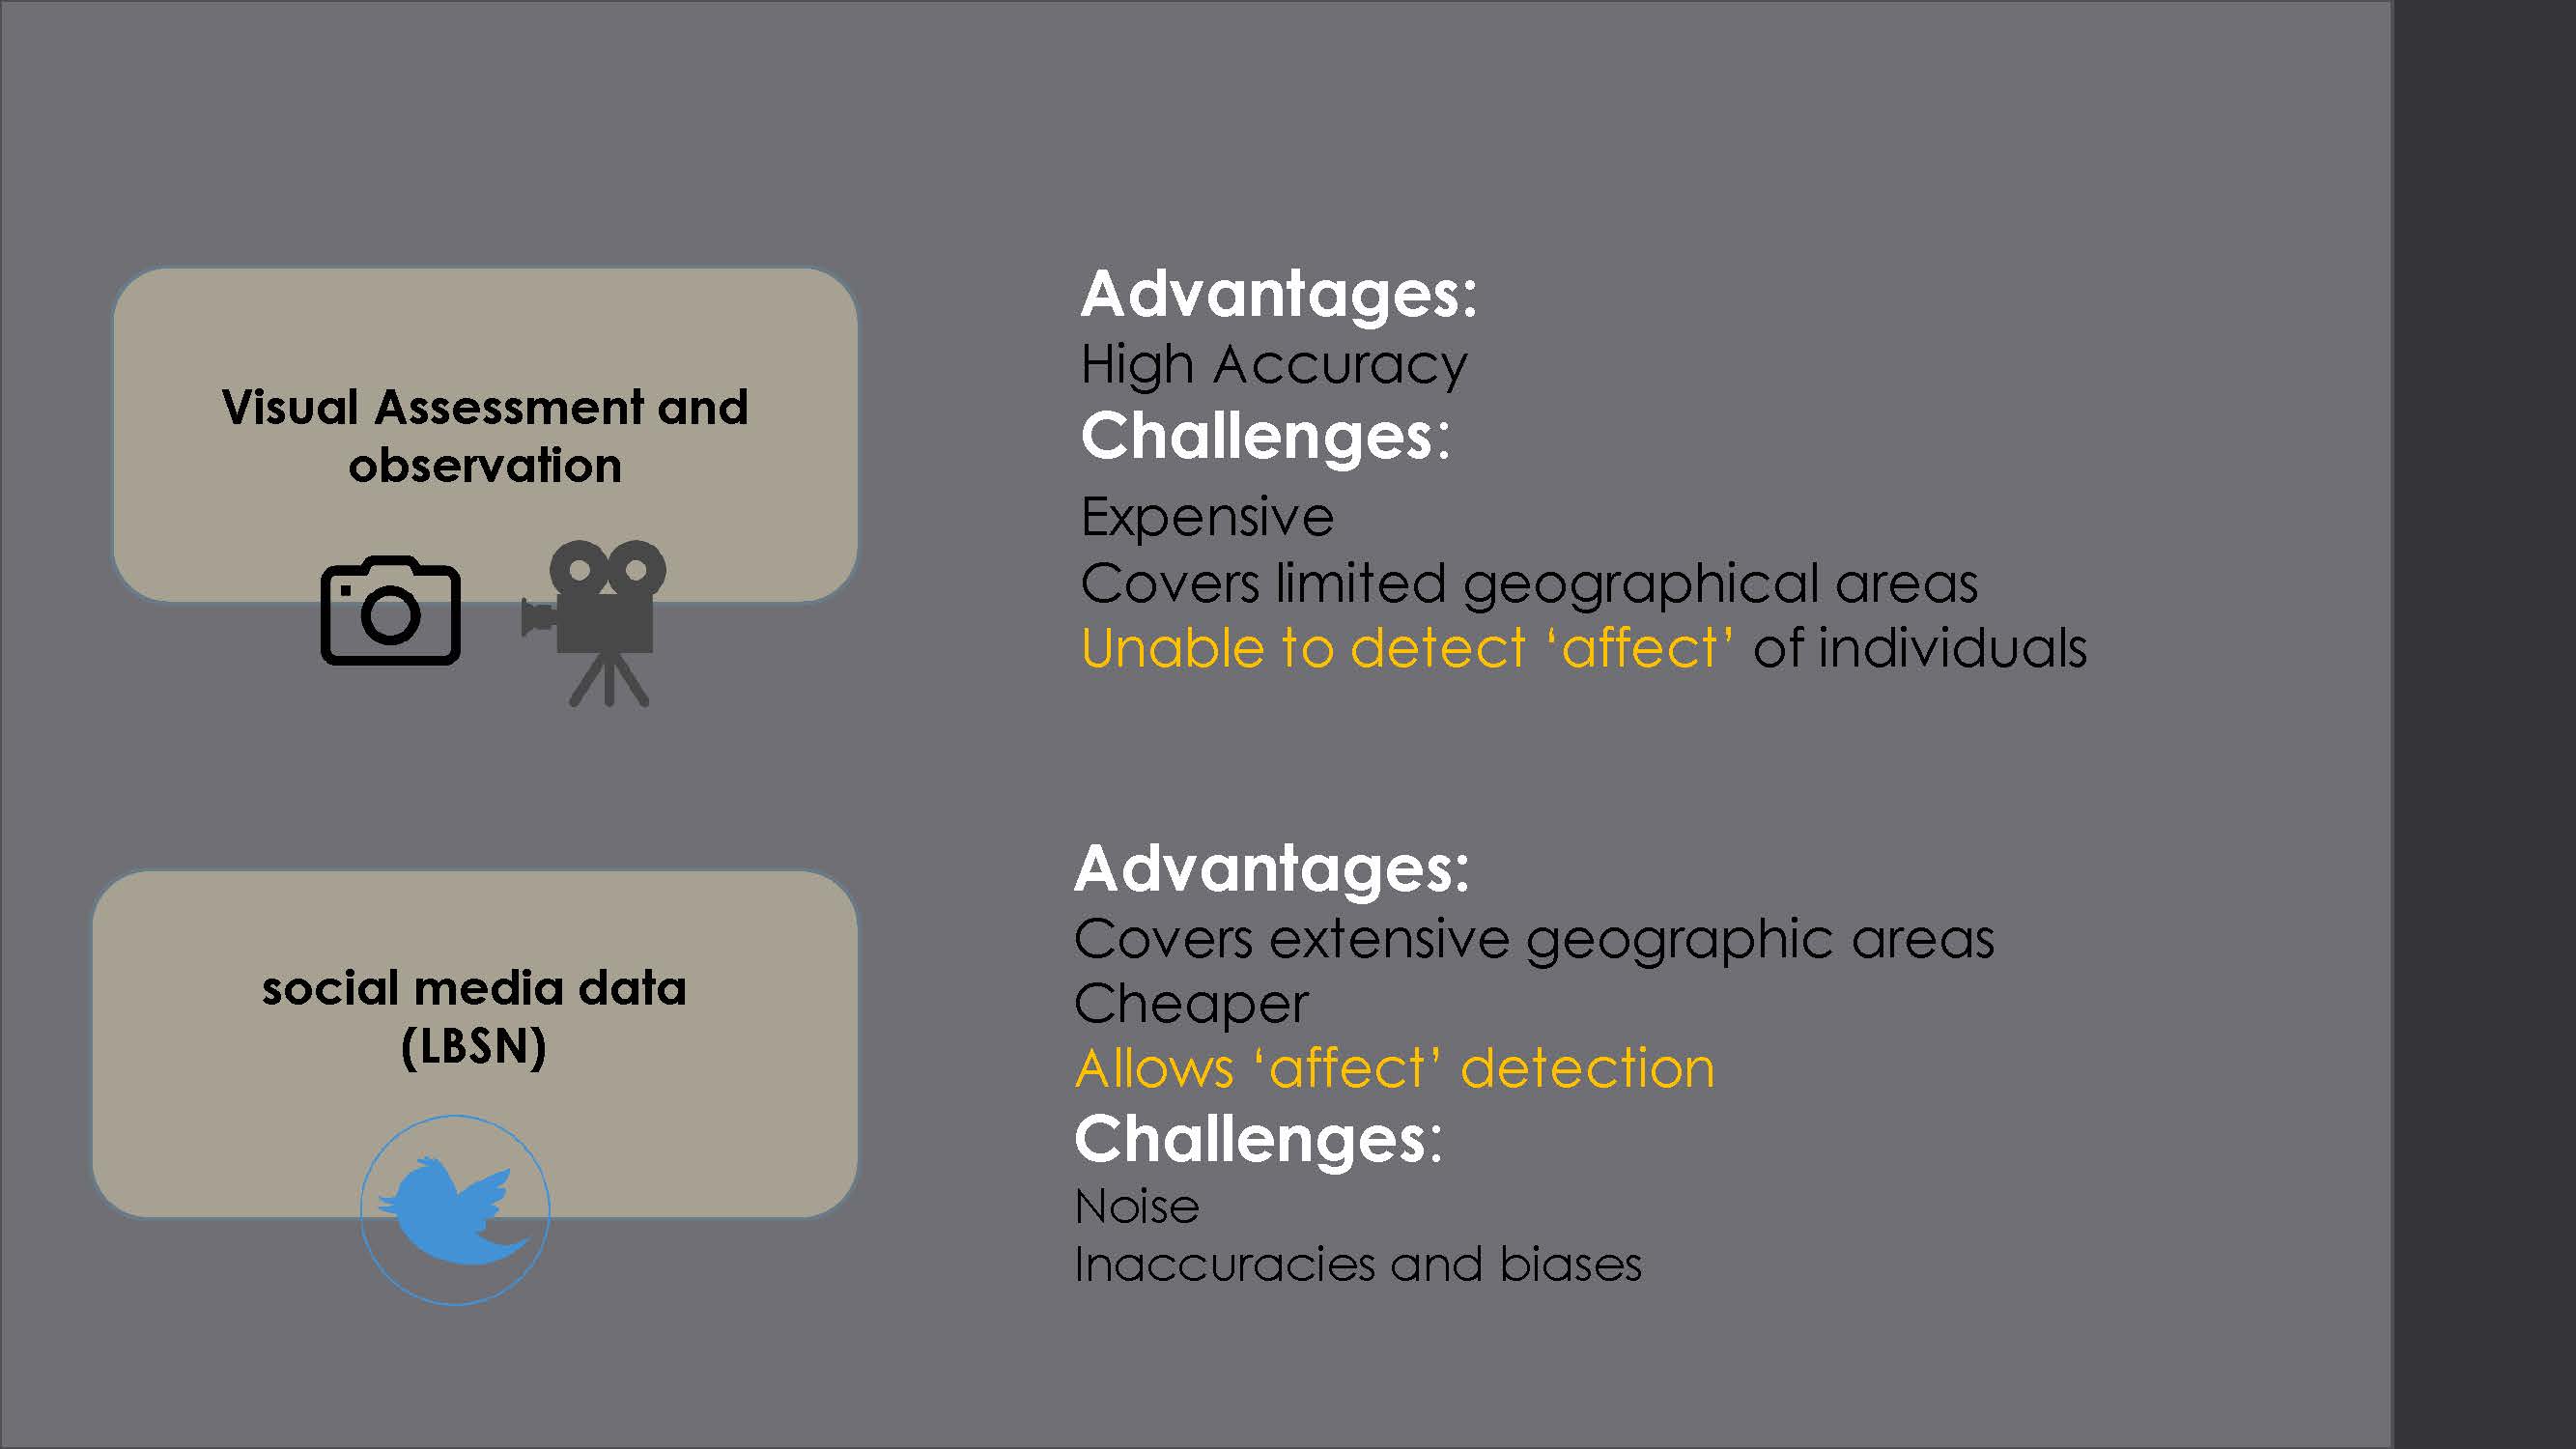 Visual Assessment and
observation
Advantages:
High Accuracy
Challenges:
Expensive
Covers limited geographical areas
Unable to detect ‘affect’ of individuals
social media data
(LBSN)
Advantages:
Covers extensive geographic areas
Cheaper
Allows ‘affect’ detection
Challenges:
Noise
Inaccuracies and biases